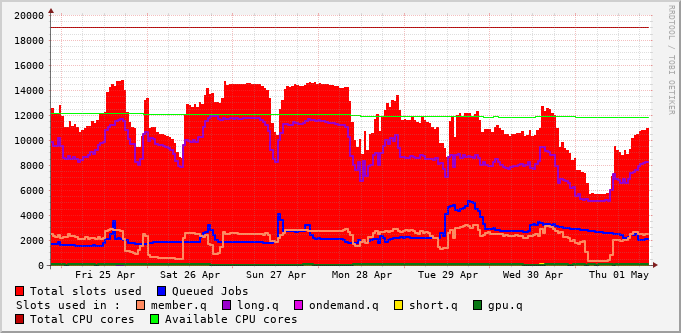 20000
18000
16000
14000
12000
10000
8000
6000
4000
2000
0
Fri 25 Apr Sat 26 Apr Sun 27 Apr Mon 28 Apr Tue 29 Apr Wed 30 Apr Thu 01 May
Total slots used Queued Jobs
Slots used in : member.q long.q ondemand.q short.q gpu.q
Total CPU cores Available CPU cores
RRDTOOL / TOBI OETIKER